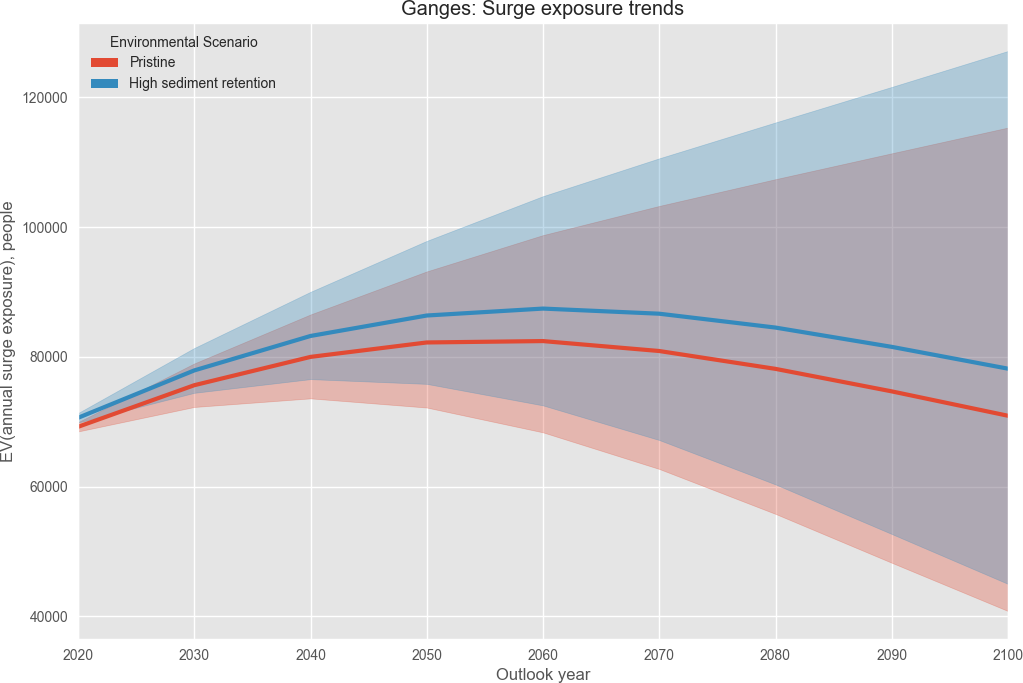 Ganges: Surge exposure trends
Environmental Scenario
Pristine
High sediment retention
EV(annual surge exposure), people
120000
100000
80000
60000
40000
2020 2030 2040 2050 2060 2070 2080 2090 2100
Outlook year